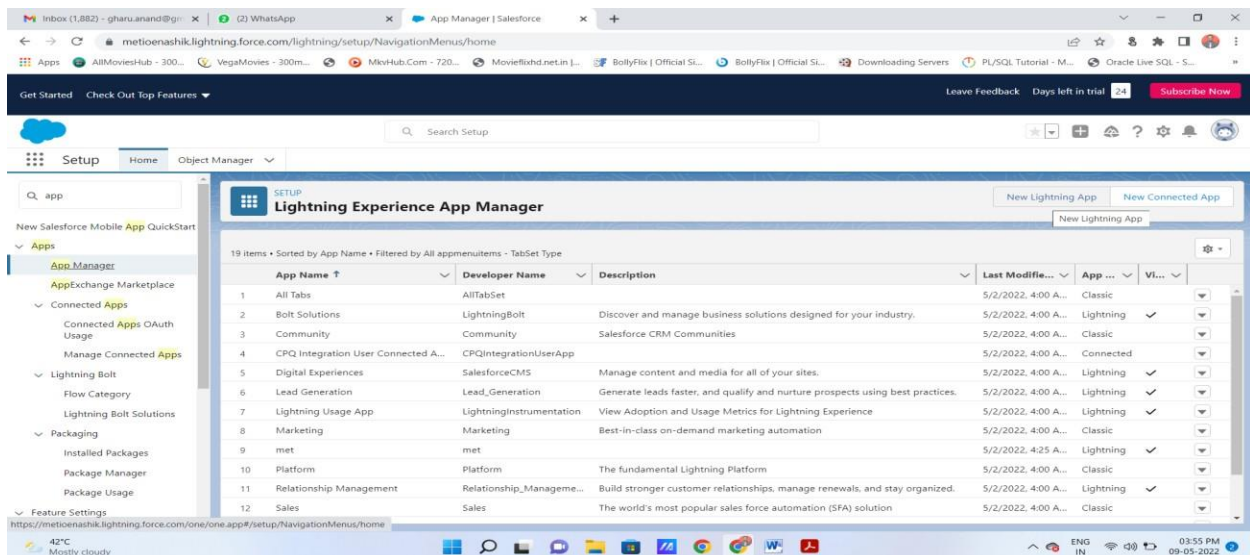 Inbox (1,882) - gharu.anand@gm
(2) WhatsApp
App Manager | Salesforce
metioenashik.lightning.force.com/lightning/setup/NavigationMenus/home
Apps AllMoviesHub - 300... VegaMovies - 300m... MkvHub.Com - 720... Movieflixhd.net.in |... BollyFlix | Official Si... BollyFlix | Official Si... Downloading Servers PL/SQL Tutorial - M... Oracle Live SQL - S... »
Get Started Check Out Top Features Leave Feedback Days left in trial 24 Subscribe Now
Search Setup
Setup Home Object Manager
app
New Salesforce Mobile App QuickStart
Apps
App Manager
AppExchange Marketplace
Connected Apps
Connected Apps OAuth
Usage
Manage Connected Apps
Lightning Bolt
Flow Category
Lightning Bolt Solutions
Packaging
Installed Packages
Package Manager
Package Usage
Feature Settings
SETUP
Lightning Experience App Manager
New Lightning App New Connected App
New Lightning App
19 items • Sorted by App Name • Filtered by All appmenuitems - TabSet Type
App Name ↑ Developer Name Description Last Modifie... App ... Vi...
1 All Tabs AllTabSet 5/2/2022, 4:00 A... Classic
2 Bolt Solutions LightningBolt Discover and manage business solutions designed for your industry. 5/2/2022, 4:00 A... Lightning ✓
3 Community Community Salesforce CRM Communities 5/2/2022, 4:00 A... Classic
4 CPQ Integration User Connected A... CPQIntegrationUserApp 5/2/2022, 4:00 A... Connected
5 Digital Experiences SalesforceCMS Manage content and media for all of your sites. 5/2/2022, 4:00 A... Lightning ✓
6 Lead Generation Lead_Generation Generate leads faster, and qualify and nurture prospects using best practices. 5/2/2022, 4:00 A... Lightning ✓
7 Lightning Usage App LightningInstrumentation View Adoption and Usage Metrics for Lightning Experience 5/2/2022, 4:00 A... Lightning ✓
8 Marketing Marketing Best-in-class on-demand marketing automation 5/2/2022, 4:00 A... Classic
9 met met 5/2/2022, 4:25 A... Lightning ✓
10 Platform Platform The fundamental Lightning Platform 5/2/2022, 4:00 A... Classic
11 Relationship Management Relationship_Manageme... Build stronger customer relationships, manage renewals, and stay organized. 5/2/2022, 4:00 A... Lightning ✓
12 Sales Sales The world's most popular sales force automation (SFA) solution 5/2/2022, 4:00 A... Classic
https://metioenashik.lightning.force.com/one/one.app#/setup/NavigationMenus/home
42°C
Mostly cloudy
ENG
IN
03:55 PM
09-05-2022